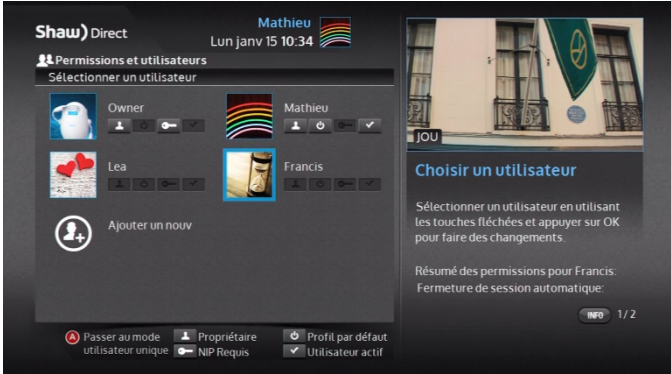 Shaw) Direct
Mathieu
Lun janv 15 10:34
Permissions et utilisateurs
Sélectionner un utilisateur
Owner
Mathieu
Lea
Francis
Ajouter un nouv
A Passer au mode utilisateur unique
Propriétaire
NIP Requis
Profil par défaut
Utilisateur actif
JOU
Choisir un utilisateur
Sélectionner un utilisateur en utilisant
les touches fléchées et appuyer sur OK
pour faire des changements.
Résumé des permissions pour Francis:
Fermeture de session automatique:
INFO 1/2